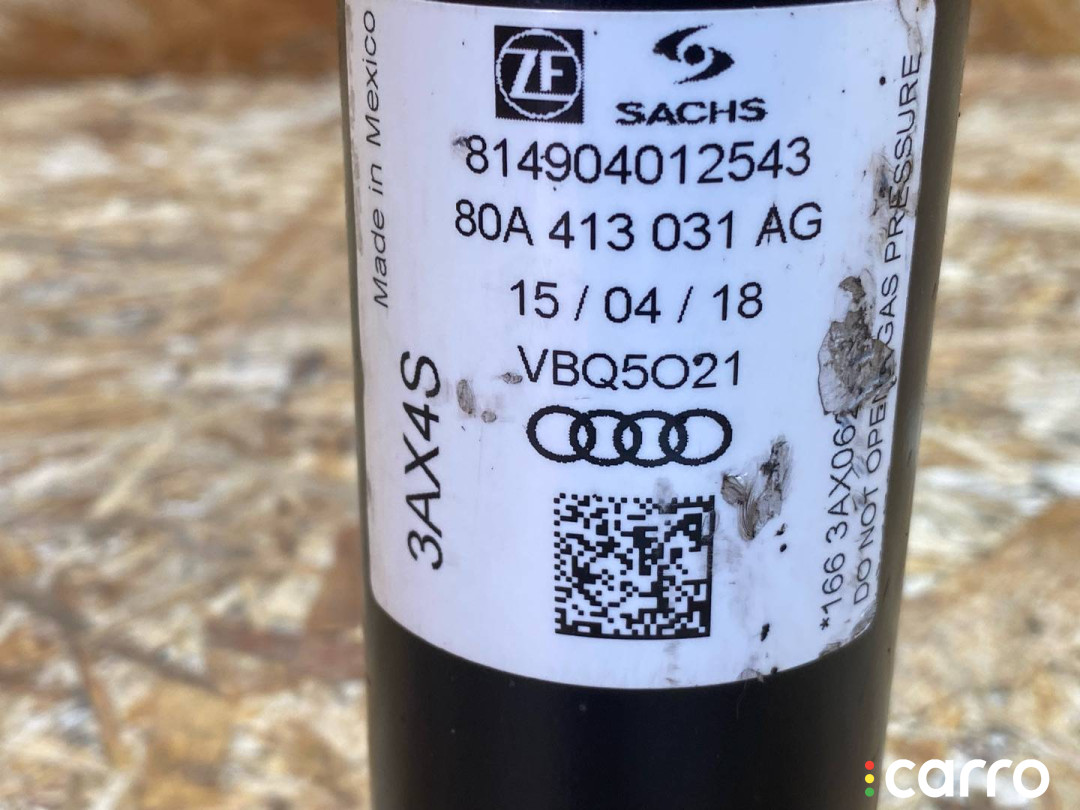 Made in Mexico
ZF
SACHS
814904012543
80A 413 031 AG
15 / 04 / 18
VBQ5O21
3AX4S
DO NOT OPEN GAS PRESSURE
carro